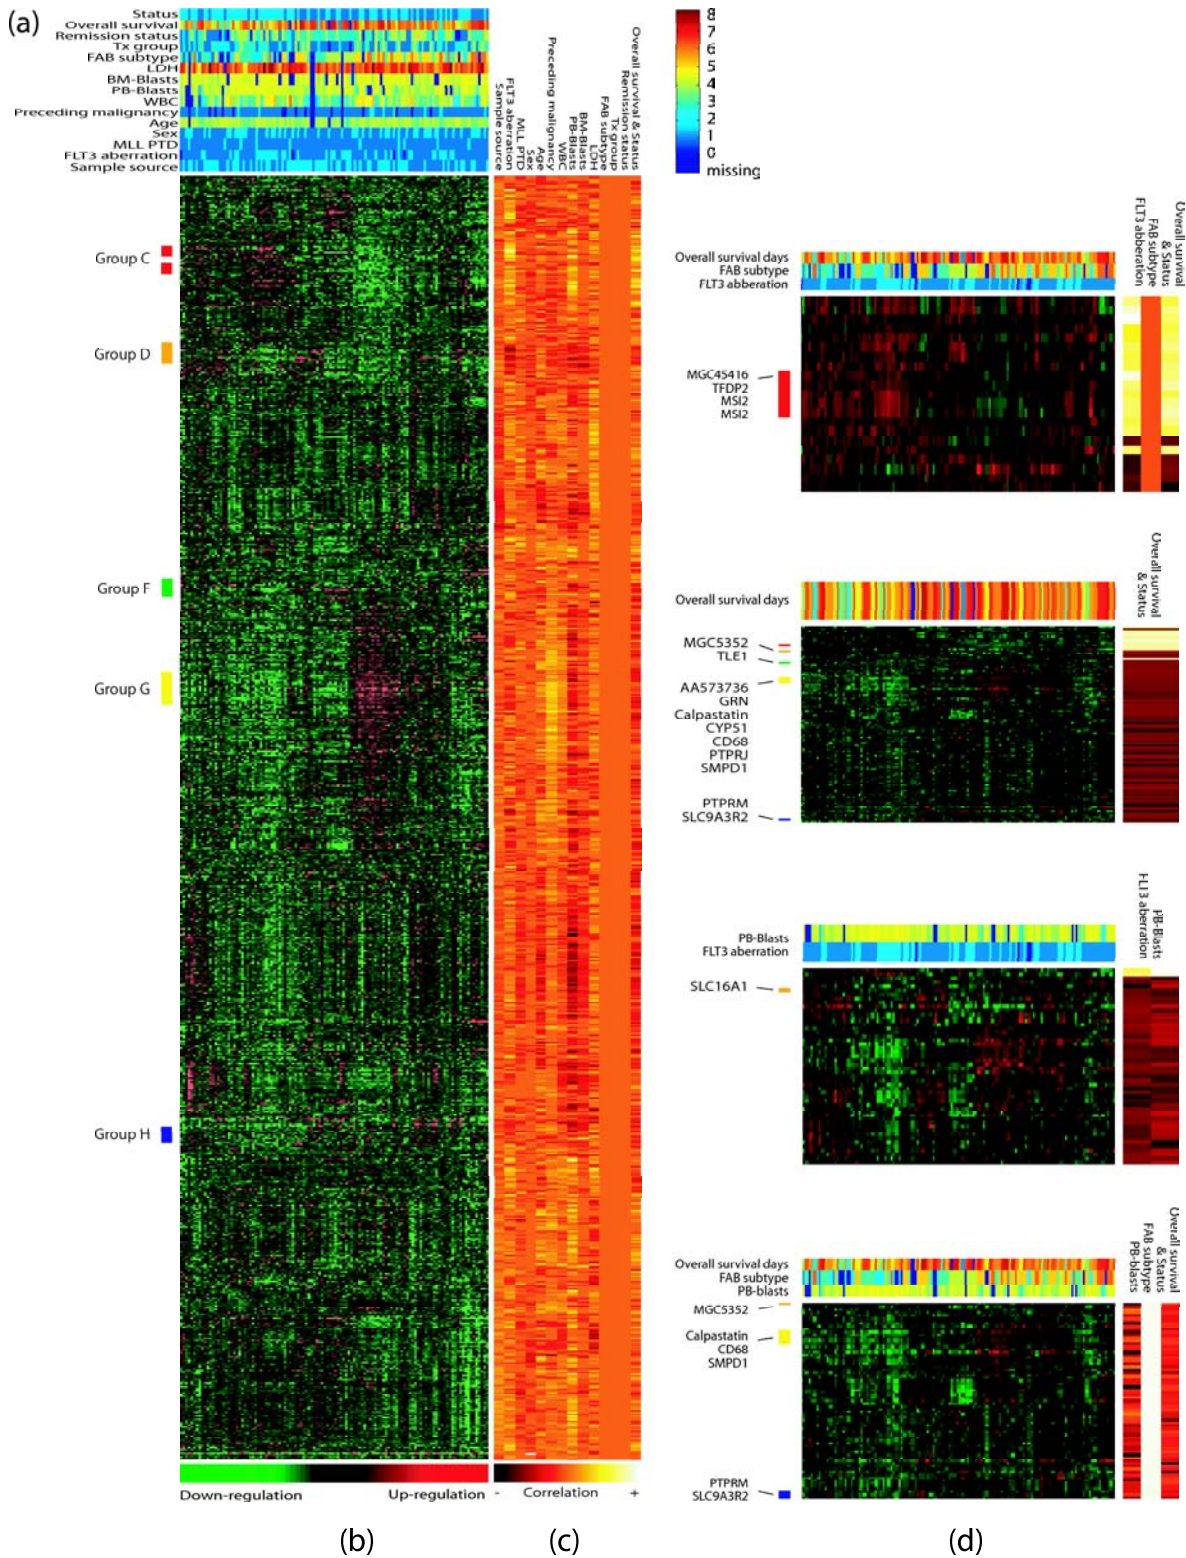 (a)
Status
Overall survival
Remission status
Tx group
FAB subtype
LDH
BM-Blasts
PB-Blasts
WBC
Preceding malignancy
Age
Sex
MLL PTD
FLT3 aberration
Sample source
Sample source
FLT3 aberration
MLL PTD
Sex
Age
Preceding malignancy
WBC
PB-Blasts
BM-Blasts
LDH
FAB subtype
Tx group
Remission status
Overall survival & Status
8
7
6
5
4
3
2
1
0
missing
Group C
Group D
Group F
Group G
Group H
Down-regulation
Up-regulation
-
Correlation
+
(b)
(c)
Overall survival days
FAB subtype
FLT3 abberation
FLT3 abberation
FAB subtype
Overall survival
& Status
MGC45416
TFDP2
MSI2
MSI2
Overall survival days
Overall survival
& Status
MGC5352
TLE1
AA573736
GRN
Calpastatin
CYP51
CD68
PTPRJ
SMPD1
PTPRM
SLC9A3R2
PB-Blasts
FLT3 aberration
FLT3 aberration
PB-Blasts
SLC16A1
Overall survival days
FAB subtype
PB-blasts
PB-blasts
FAB subtype
Overall survival
& Status
MGC5352
Calpastatin
CD68
SMPD1
PTPRM
SLC9A3R2
(d)